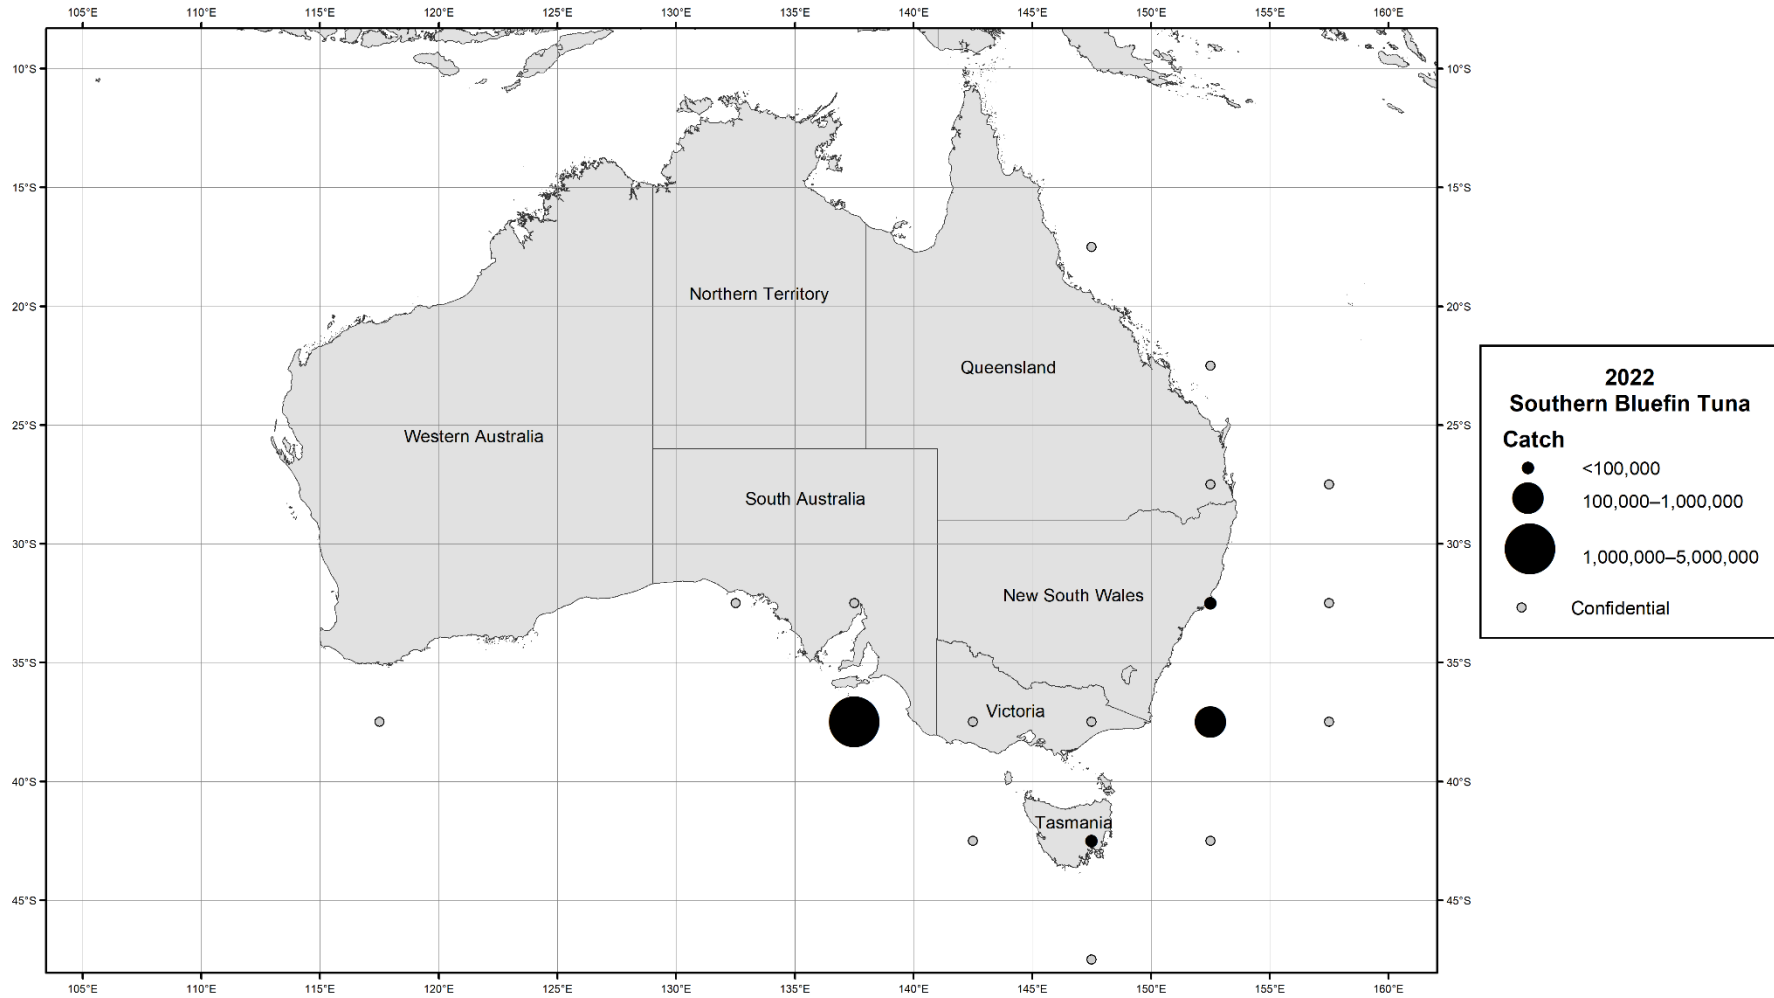 105°E 110°E 115°E 120°E 125°E 130°E 135°E 140°E 145°E 150°E 155°E 160°E
10°S 10°S
15°S 15°S
Northern Territory
20°S 20°S
Queensland
2022
Southern Bluefin Tuna
Catch
<100,000
100,000–1,000,000
1,000,000–5,000,000
Confidential
25°S 25°S
Western Australia
South Australia
30°S 30°S
New South Wales
35°S 35°S
Victoria
40°S 40°S
Tasmania
45°S 45°S
105°E 110°E 115°E 120°E 125°E 130°E 135°E 140°E 145°E 150°E 155°E 160°E